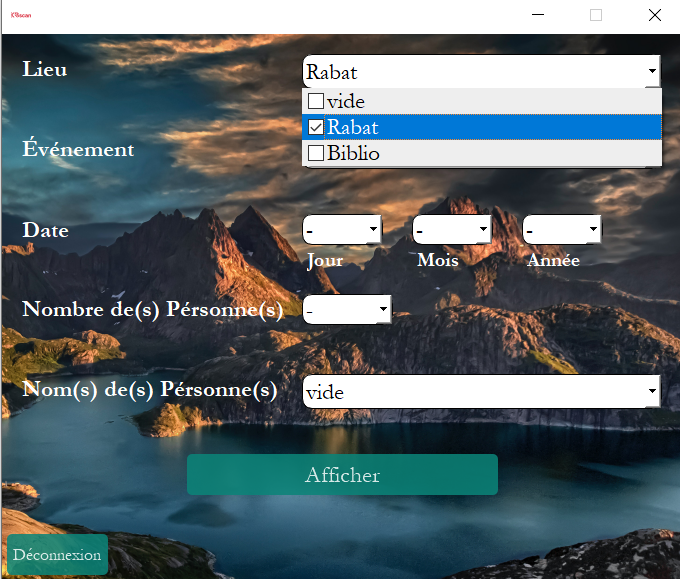 KYscan
Lieu
Rabat
vide
Rabat
Biblio
Événement
Date
-
-
-
Jour
Mois
Année
Nombre de(s) Pérsonne(s)
-
Nom(s) de(s) Pérsonne(s)
vide
Afficher
Déconnexion